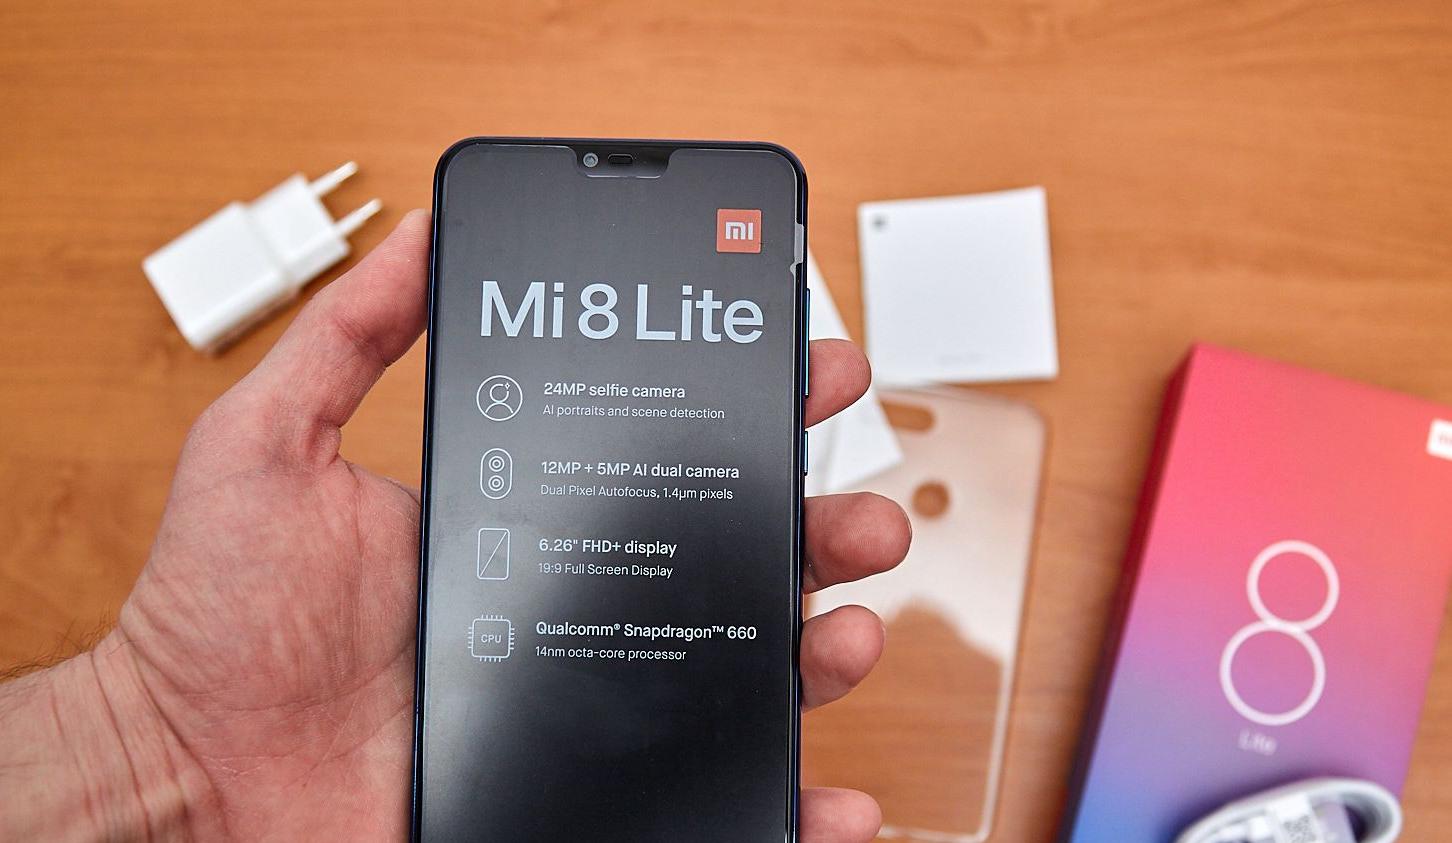 mi
Mi 8 Lite
24MP selfie camera
AI portraits and scene detection
12MP + 5MP AI dual camera
Dual Pixel Autofocus, 1.4μm pixels
6.26" FHD+ display
19:9 Full Screen Display
CPU
Qualcomm® Snapdragon™ 660
14nm octa-core processor
mi
8
Lite